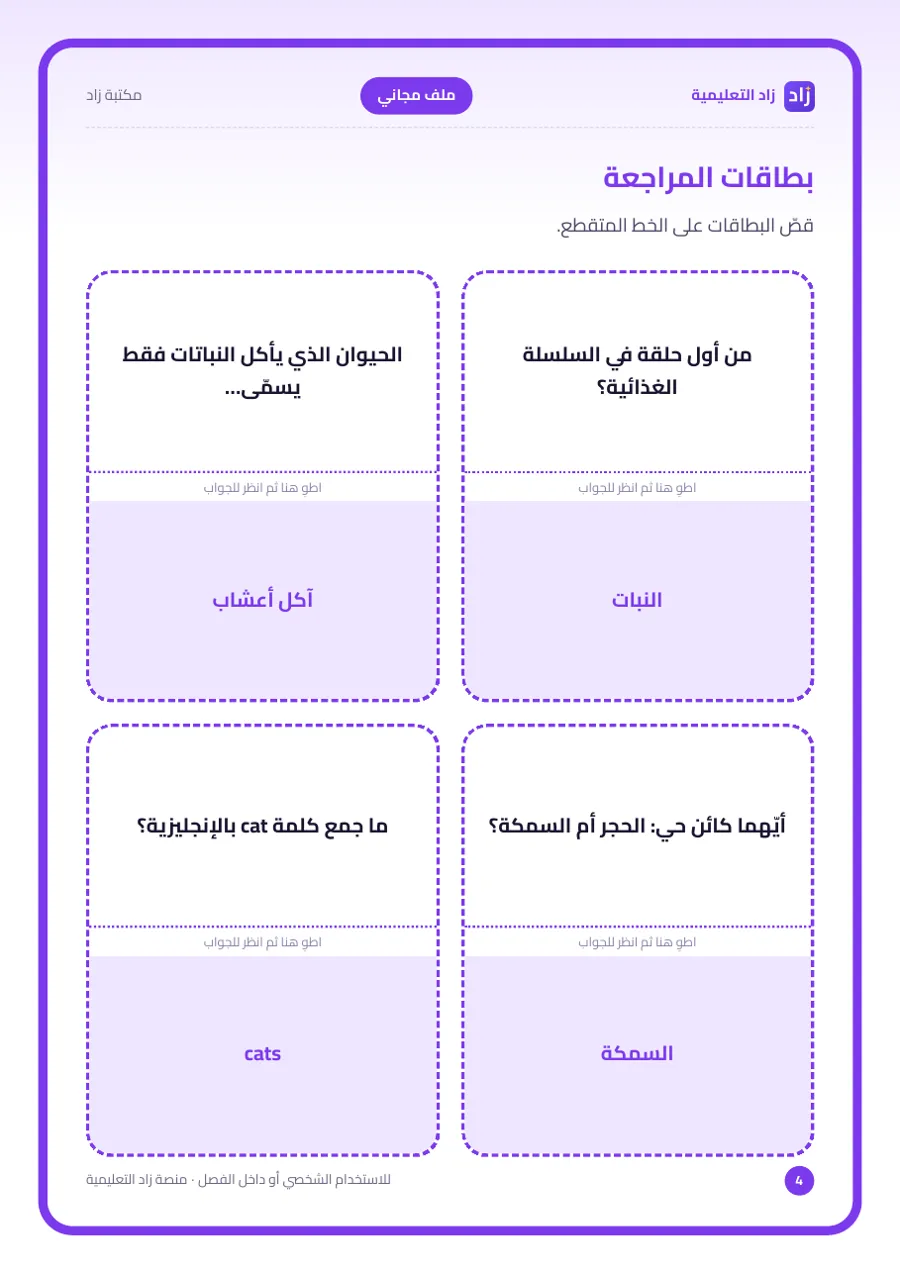 زاد
زاد التعليمية
ملف مجاني
مكتبة زاد
بطاقات المراجعة
قصّ البطاقات على الخط المتقطع.
من أول حلقة في السلسلة
الغذائية؟
اطوِ هنا ثم انظر للجواب
النبات
الحيوان الذي يأكل النباتات فقط
يسمّى...
اطوِ هنا ثم انظر للجواب
آكل أعشاب
أيّهما كائن حي: الحجر أم السمكة؟
اطوِ هنا ثم انظر للجواب
السمكة
ما جمع كلمة cat بالإنجليزية؟
اطوِ هنا ثم انظر للجواب
cats
4
للاستخدام الشخصي أو داخل الفصل · منصة زاد التعليمية